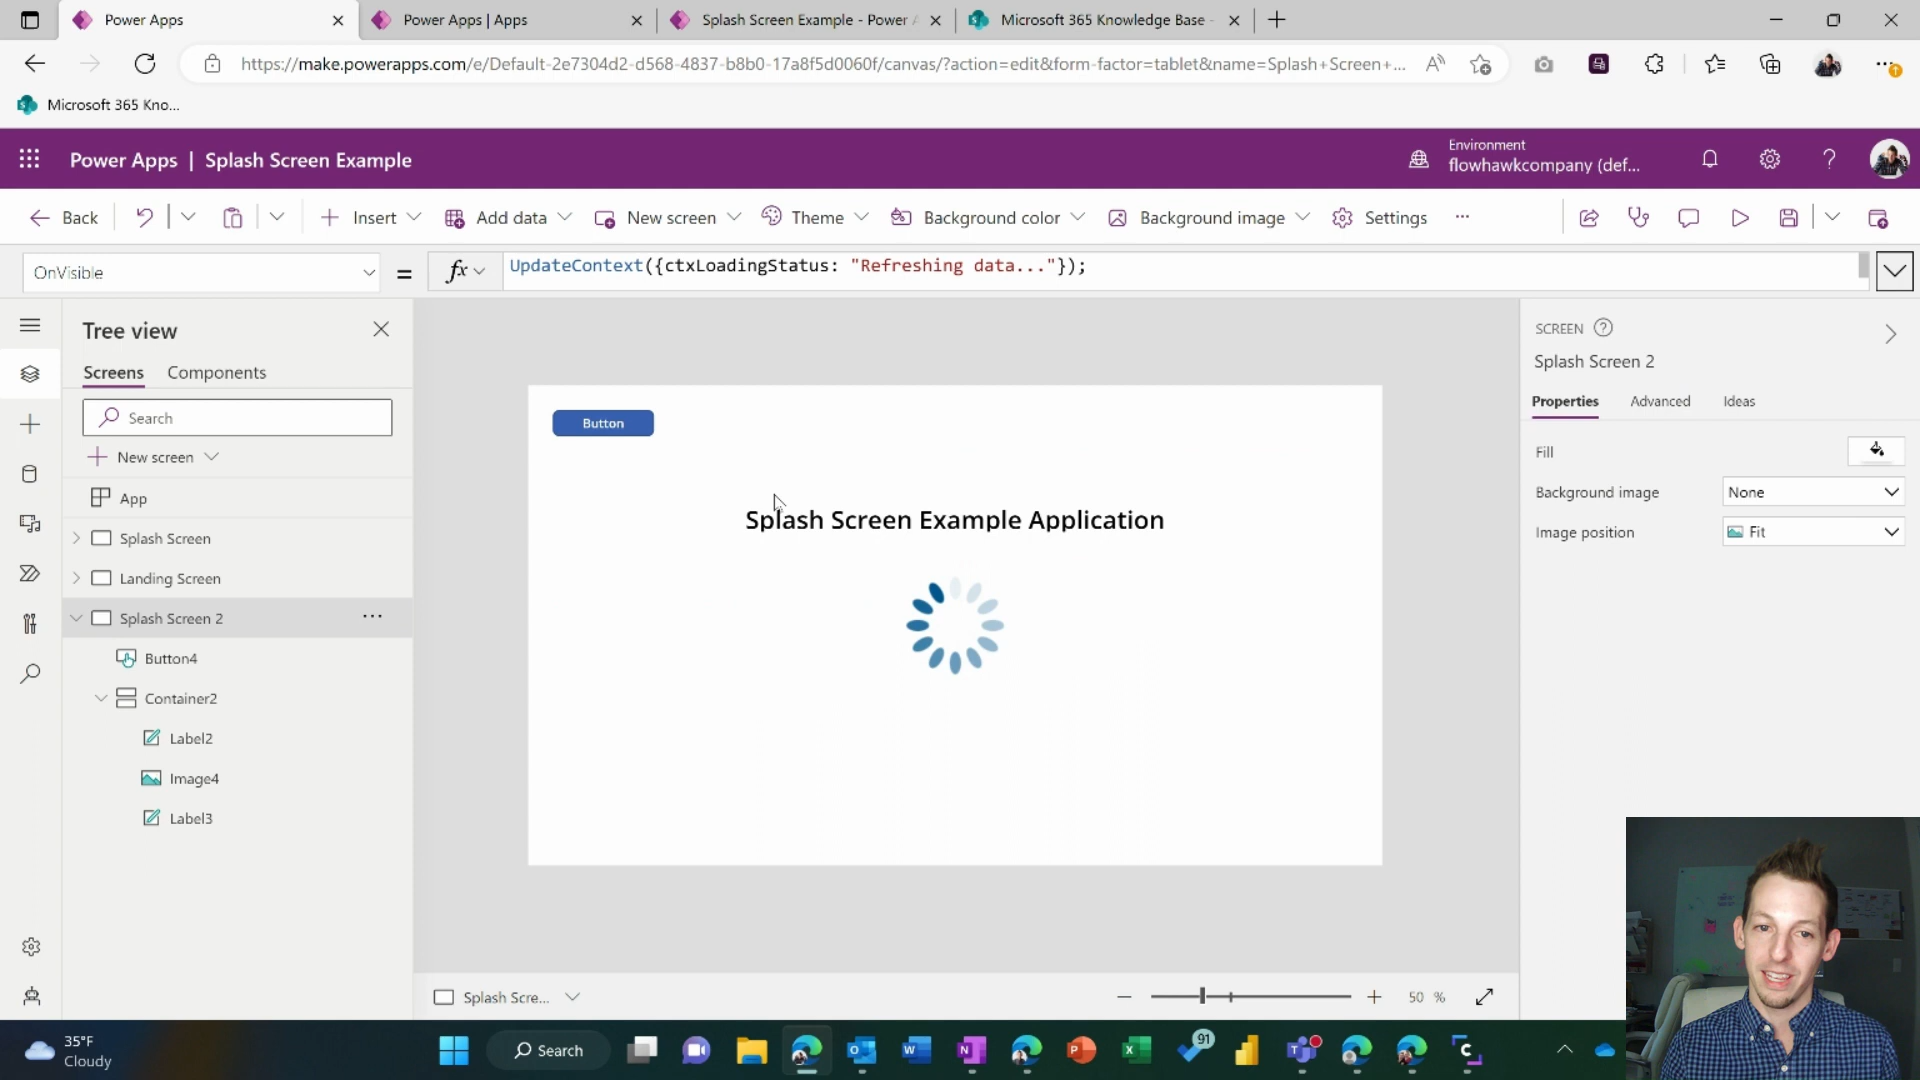 Power Apps
Power Apps | Apps
Splash Screen Example - Power A
Microsoft 365 Knowledge Base -
https://make.powerapps.com/e/Default-2e7304d2-d568-4837-b8b0-17a8f5d0060f/canvas/?action=edit&form-factor=tablet&name=Splash+Screen+...
Microsoft 365 Kno...
Power Apps | Splash Screen Example
Environment
flowhawkcompany (def...
Back
Insert
Add data
New screen
Theme
Background color
Background image
Settings
OnVisible
=
fx
UpdateContext({ctxLoadingStatus: "Refreshing data..."});
Tree view
Screens
Components
Search
New screen
App
Splash Screen
Landing Screen
Splash Screen 2
Button4
Container2
Label2
Image4
Label3
Button
Splash Screen Example Application
SCREEN
Splash Screen 2
Properties
Advanced
Ideas
Fill
Background image
None
Image position
Fit
Splash Scre...
50 %
35°F
Cloudy
Search
91